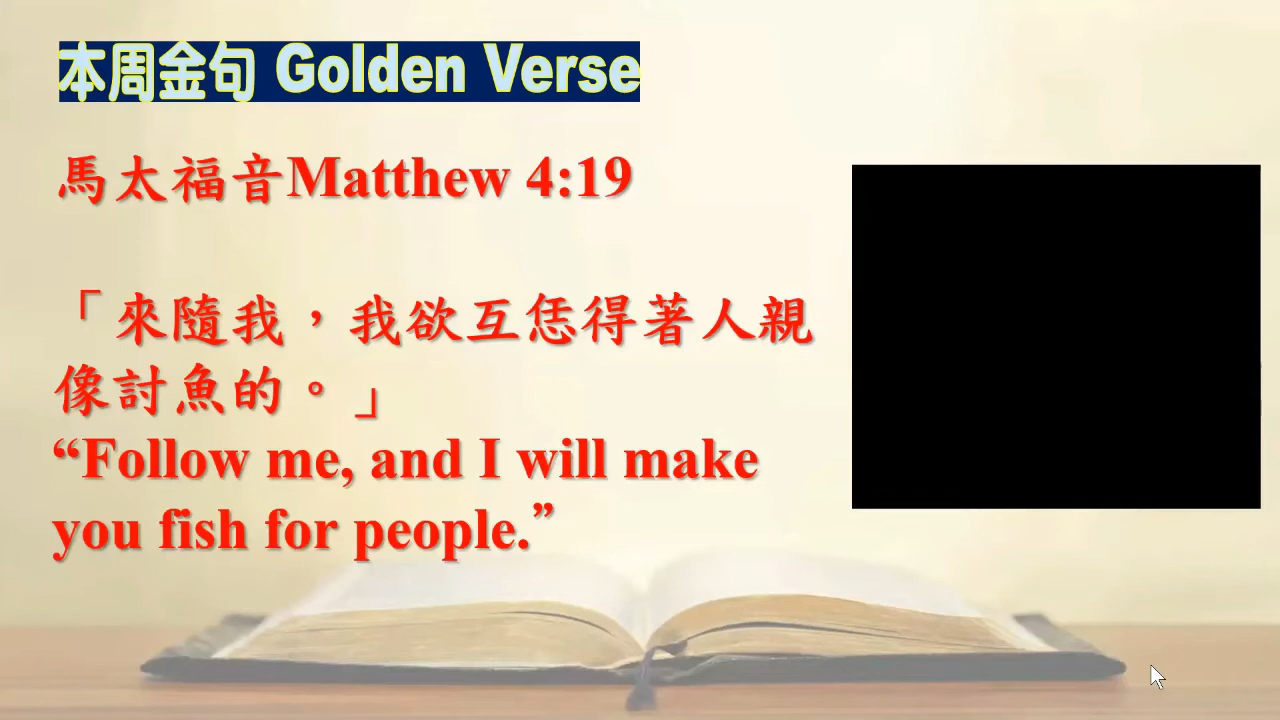 本周金句 Golden Verse
馬太福音Matthew 4:19
「來隨我，我欲互恁得著人親
像討魚的。」
“Follow me, and I will make
you fish for people.”